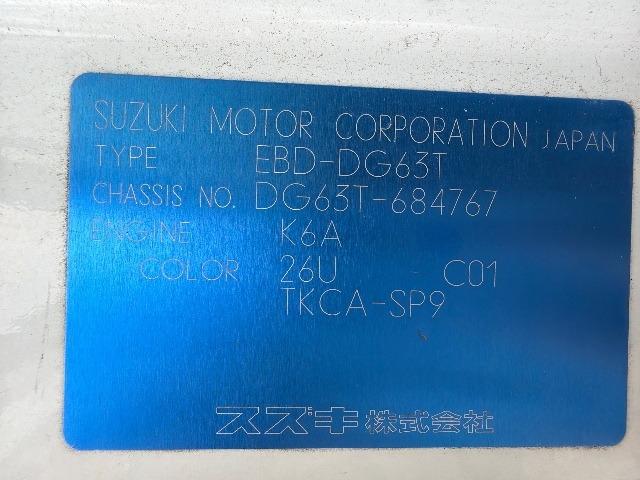 SUZUKI MOTOR CORPORATION JAPAN
TYPE EBD-DG63T
CHASSIS NO. DG63T-684767
ENGINE K6A
COLOR 26U C01
TKCA-SP9
スズキ株式会社